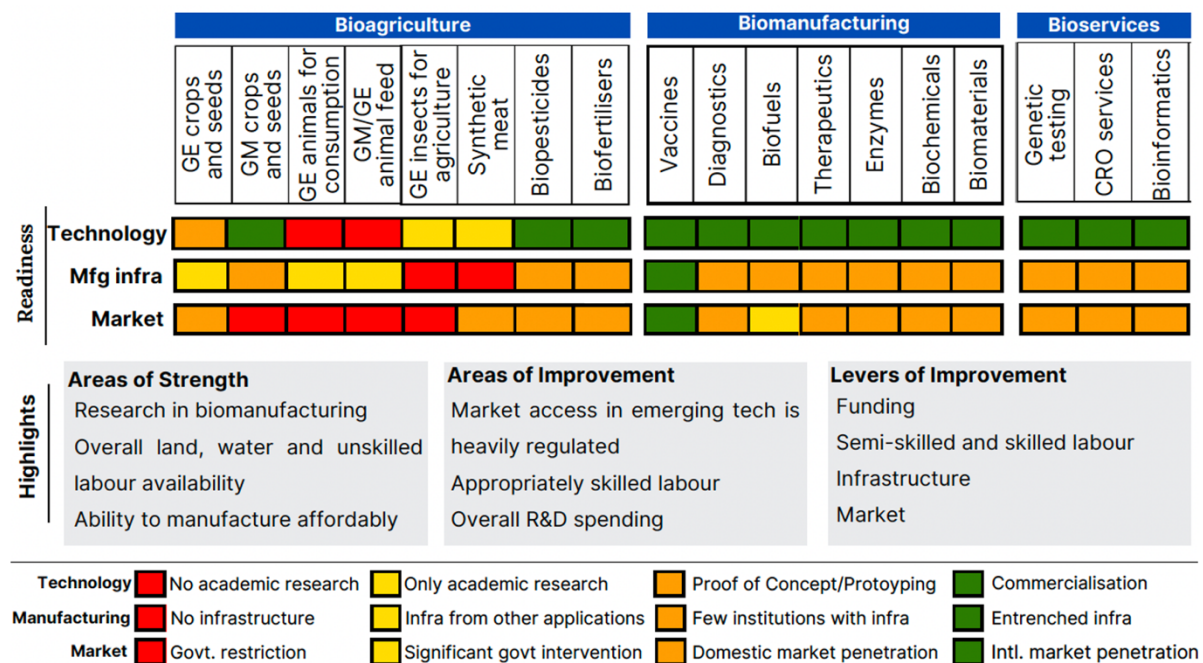 Bioagriculture
Biomanufacturing
Bioservices
GE crops
and seeds
GM crops
and seeds
GE animals for
consumption
GM/GE
animal feed
GE insects for
agriculture
Synthetic
meat
Biopesticides
Biofertilisers
Vaccines
Diagnostics
Biofuels
Therapeutics
Enzymes
Biochemicals
Biomaterials
Genetic
testing
CRO services
Bioinformatics
Readiness
Technology
Mfg infra
Market
Highlights
Areas of Strength
Research in biomanufacturing
Overall land, water and unskilled
labour availability
Ability to manufacture affordably
Areas of Improvement
Market access in emerging tech is
heavily regulated
Appropriately skilled labour
Overall R&D spending
Levers of Improvement
Funding
Semi-skilled and skilled labour
Infrastructure
Market
Technology No academic research Only academic research Proof of Concept/Protoyping Commercialisation
Manufacturing No infrastructure Infra from other applications Few institutions with infra Entrenched infra
Market Govt. restriction Significant govt intervention Domestic market penetration Intl. market penetration